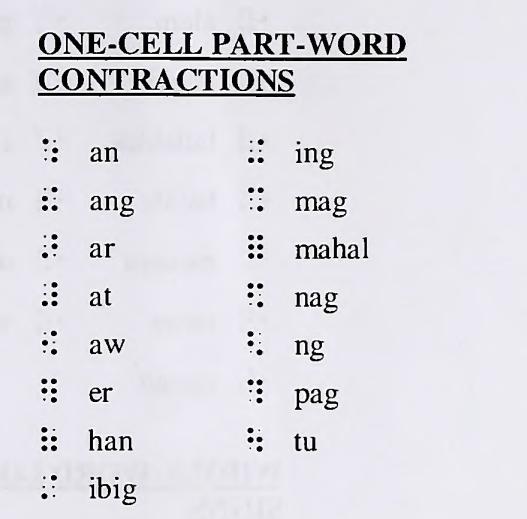 ONE-CELL PART-WORD
CONTRACTIONS
an
ang
ar
at
aw
er
han
ibig
ing
mag
mahal
nag
ng
pag
tu